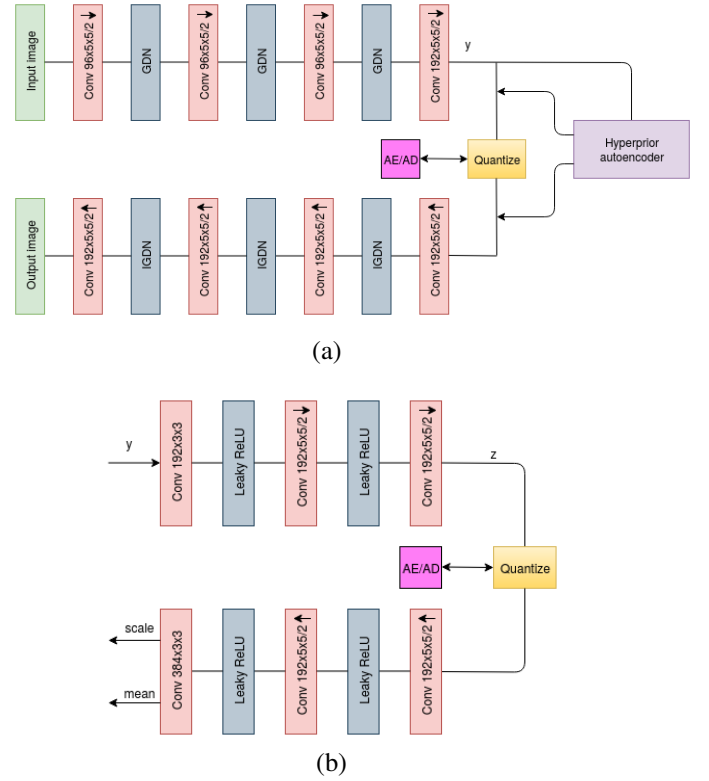 Input Image
Conv 96x5x5/2
GDN
Conv 96x5x5/2
GDN
Conv 96x5x5/2
GDN
Conv 192x5x5/2
y
Hyperprior
autoencoder
AE/AD
Quantize
Output Image
Conv 192x5x5/2
IGDN
Conv 192x5x5/2
IGDN
Conv 192x5x5/2
IGDN
Conv 192x5x5/2
(a)
y
Conv 192x3x3
Leaky ReLU
Conv 192x5x5/2
Leaky ReLU
Conv 192x5x5/2
z
AE/AD
Quantize
scale
mean
Conv 384x3x3
Leaky ReLU
Conv 192x5x5/2
Leaky ReLU
Conv 192x5x5/2
(b)